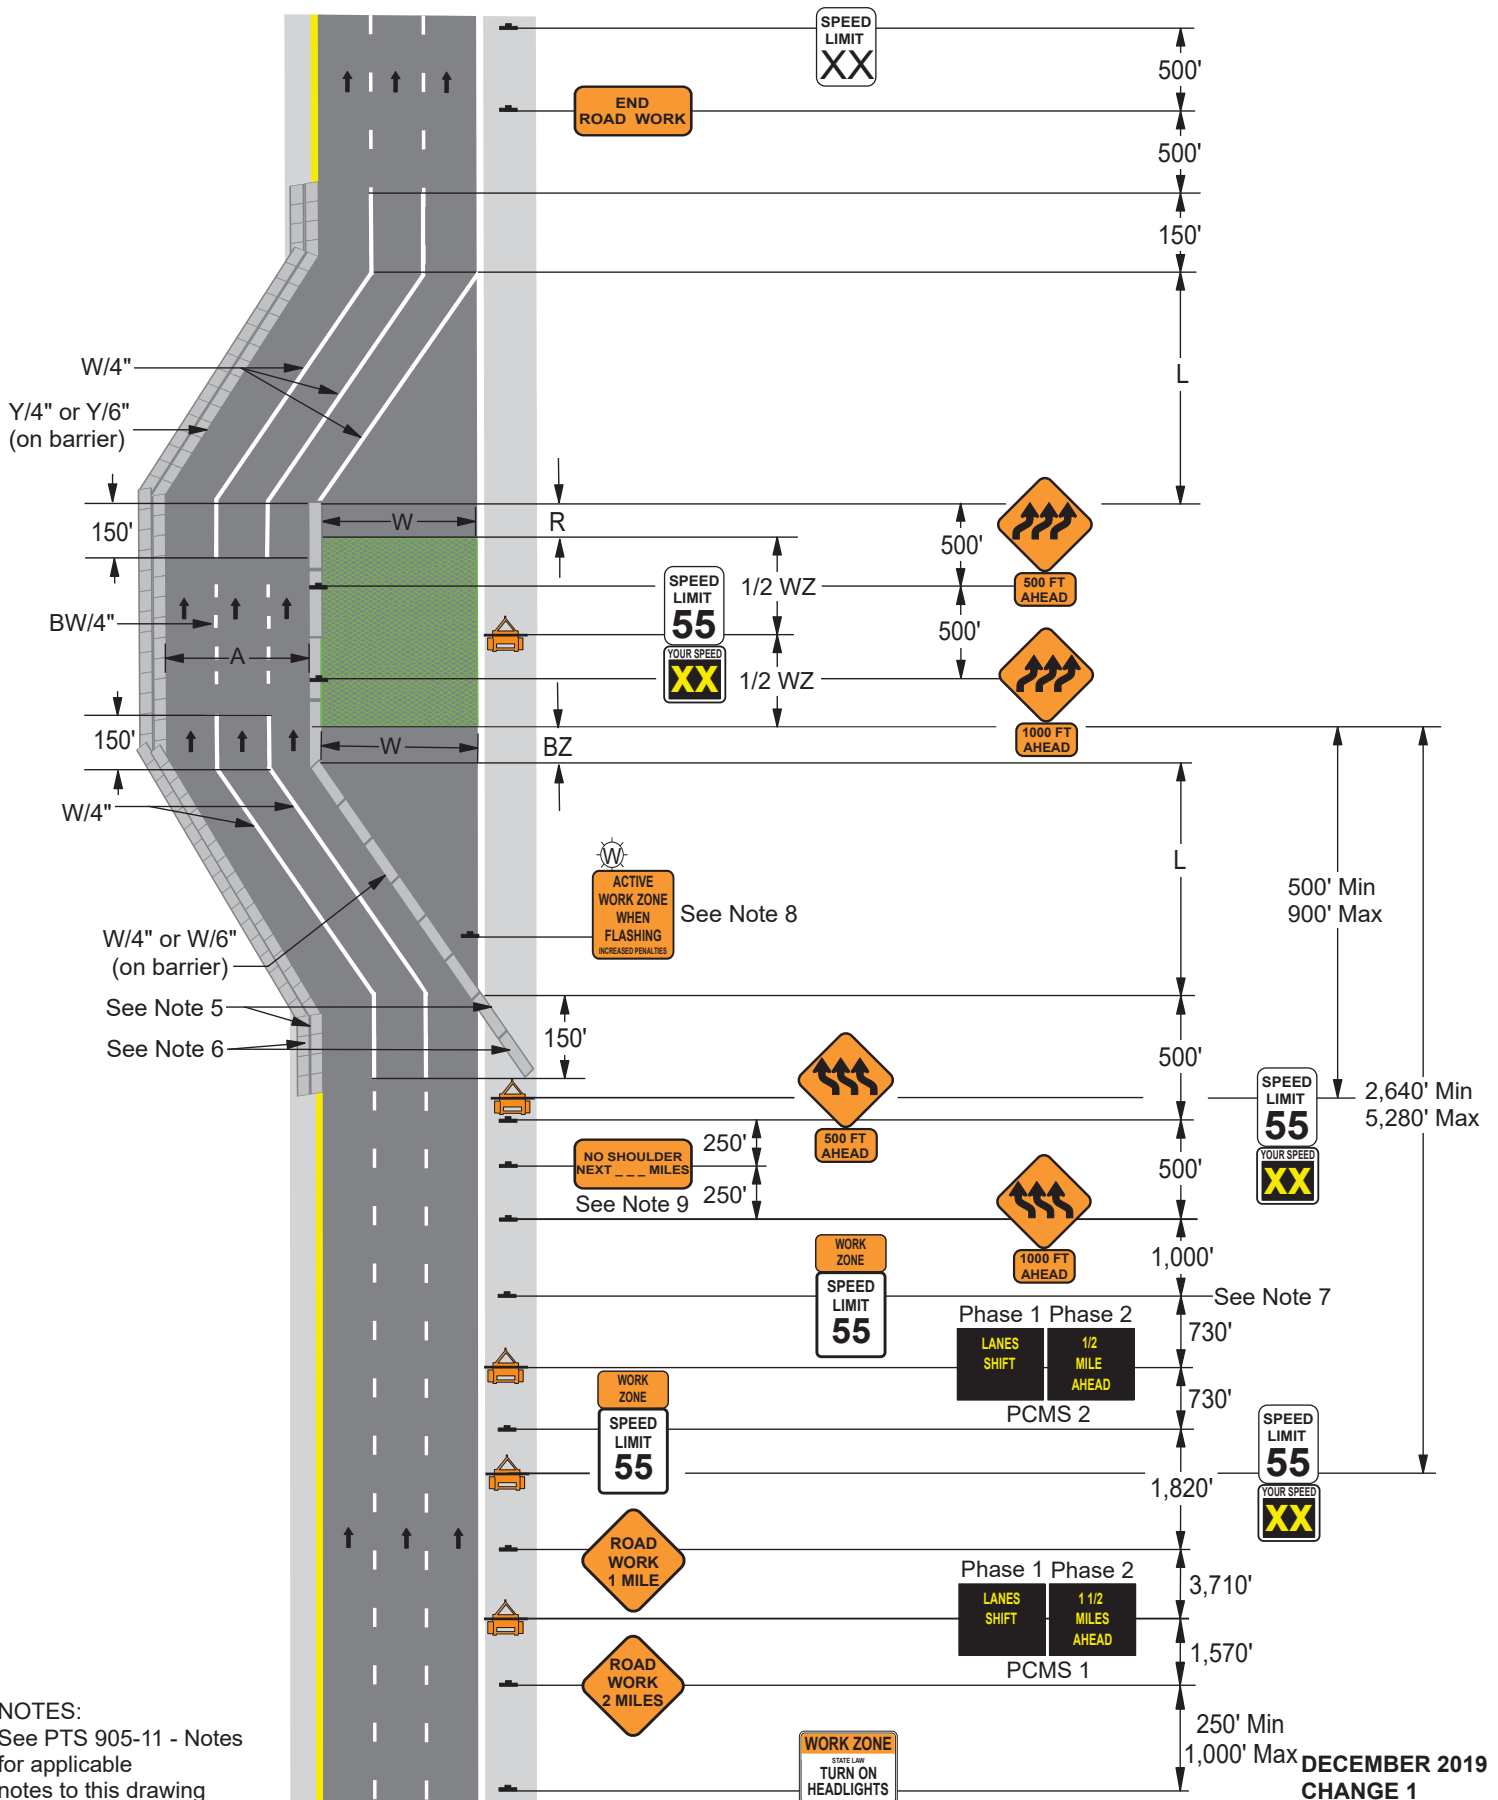 SPEED
LIMIT
XX
500'
END
ROAD WORK
500'
150'
L
W/4"
Y/4" or Y/6"
(on barrier)
150'
W
R
500'
500 FT
AHEAD
1/2 WZ
SPEED
LIMIT
55
YOUR SPEED
XX
500'
BW/4"
A
1/2 WZ
1000 FT
AHEAD
150'
W
BZ
W/4"
L
500' Min
900' Max
W
ACTIVE
WORK ZONE
WHEN
FLASHING
INCREASED PENALTIES
See Note 8
W/4" or W/6"
(on barrier)
See Note 5
See Note 6
150'
500'
SPEED
LIMIT
55
YOUR SPEED
XX
2,640' Min
5,280' Max
500 FT
AHEAD
250'
NO SHOULDER
NEXT _ _ _ MILES
See Note 9
250'
500'
1000 FT
AHEAD
1,000'
WORK
ZONE
SPEED
LIMIT
55
See Note 7
Phase 1 Phase 2
LANES
SHIFT
1/2
MILE
AHEAD
PCMS 2
730'
730'
WORK
ZONE
SPEED
LIMIT
55
SPEED
LIMIT
55
YOUR SPEED
XX
1,820'
ROAD
WORK
1 MILE
Phase 1 Phase 2
LANES
SHIFT
1 1/2
MILES
AHEAD
PCMS 1
3,710'
1,570'
ROAD
WORK
2 MILES
250' Min
1,000' Max
WORK ZONE
STATE LAW
TURN ON
HEADLIGHTS
NOTES:
See PTS 905-11 - Notes
for applicable
notes to this drawing
DECEMBER 2019
CHANGE 1